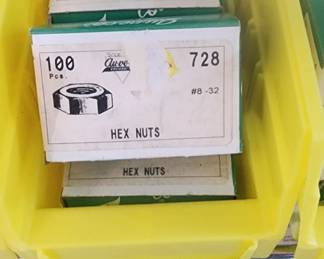 100
Pcs.
728
#8-32
HEX NUTS
HEX NUTS